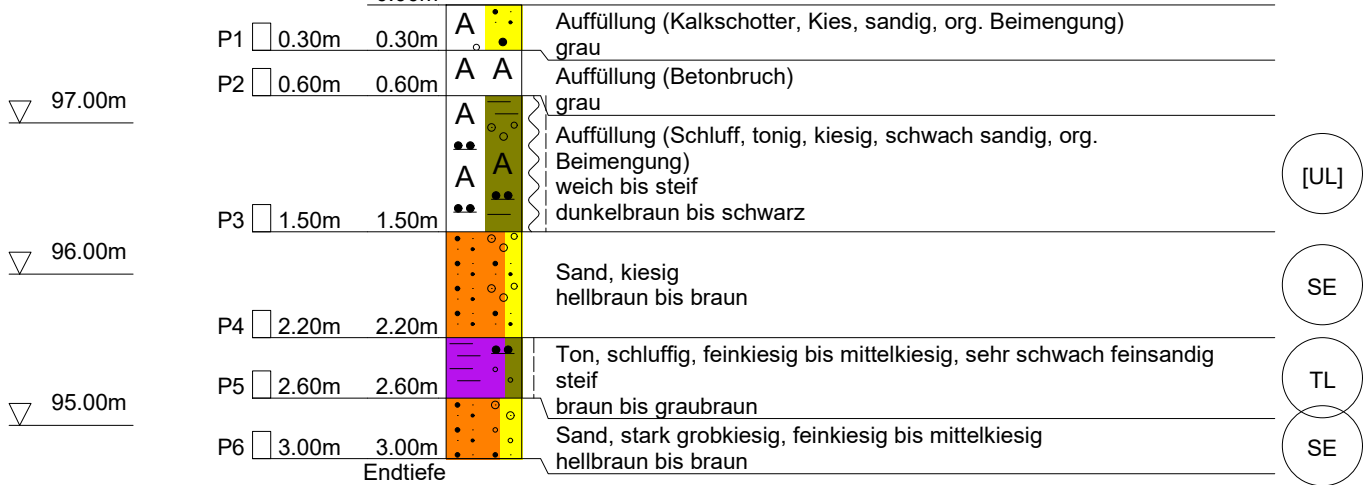 P1 0.30m 0.30m A Auffüllung (Kalkschotter, Kies, sandig, org. Beimengung)
grau
P2 0.60m 0.60m A A Auffüllung (Betonbruch)
grau
97.00m
A Auffüllung (Schluff, tonig, kiesig, schwach sandig, org.
Beimengung)
A A weich bis steif
[UL]
P3 1.50m 1.50m dunkelbraun bis schwarz
96.00m
Sand, kiesig
hellbraun bis braun
SE
P4 2.20m 2.20m
Ton, schluffig, feinkiesig bis mittelkiesig, sehr schwach feinsandig
steif
TL
P5 2.60m 2.60m braun bis graubraun
95.00m
Sand, stark grobkiesig, feinkiesig bis mittelkiesig
P6 3.00m 3.00m hellbraun bis braun
SE
Endtiefe